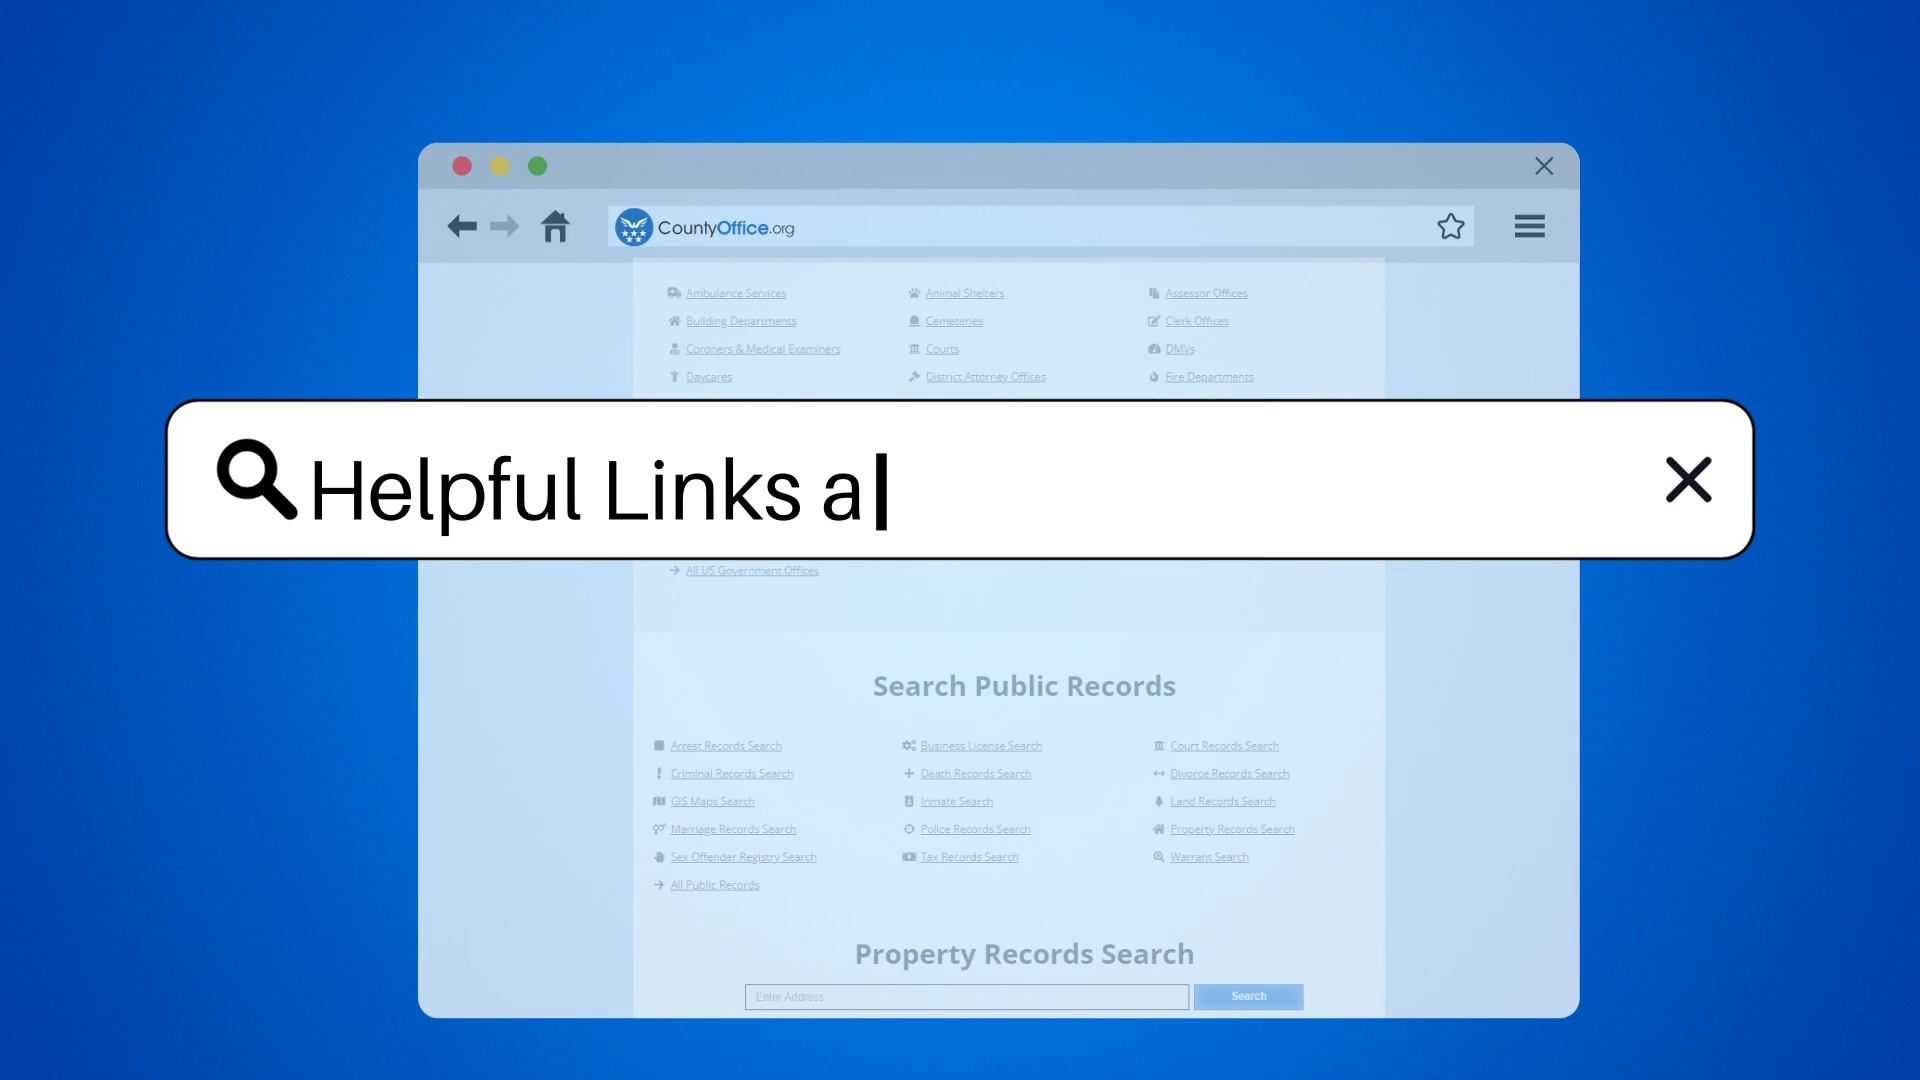 CountyOffice.org
Ambulance Services Animal Shelters Assessor Offices
Building Departments Cemeteries Clerk Offices
Coroners & Medical Examiners Courts DMVs
Daycares District Attorney Offices Fire Departments
Helpful Links a
All US Government Offices
Search Public Records
Arrest Records Search Business License Search Court Records Search
Criminal Records Search Death Records Search Divorce Records Search
GIS Maps Search Inmate Search Land Records Search
Marriage Records Search Police Records Search Property Records Search
Sex Offender Registry Search Tax Records Search Warrant Search
All Public Records
Property Records Search
Enter Address Search